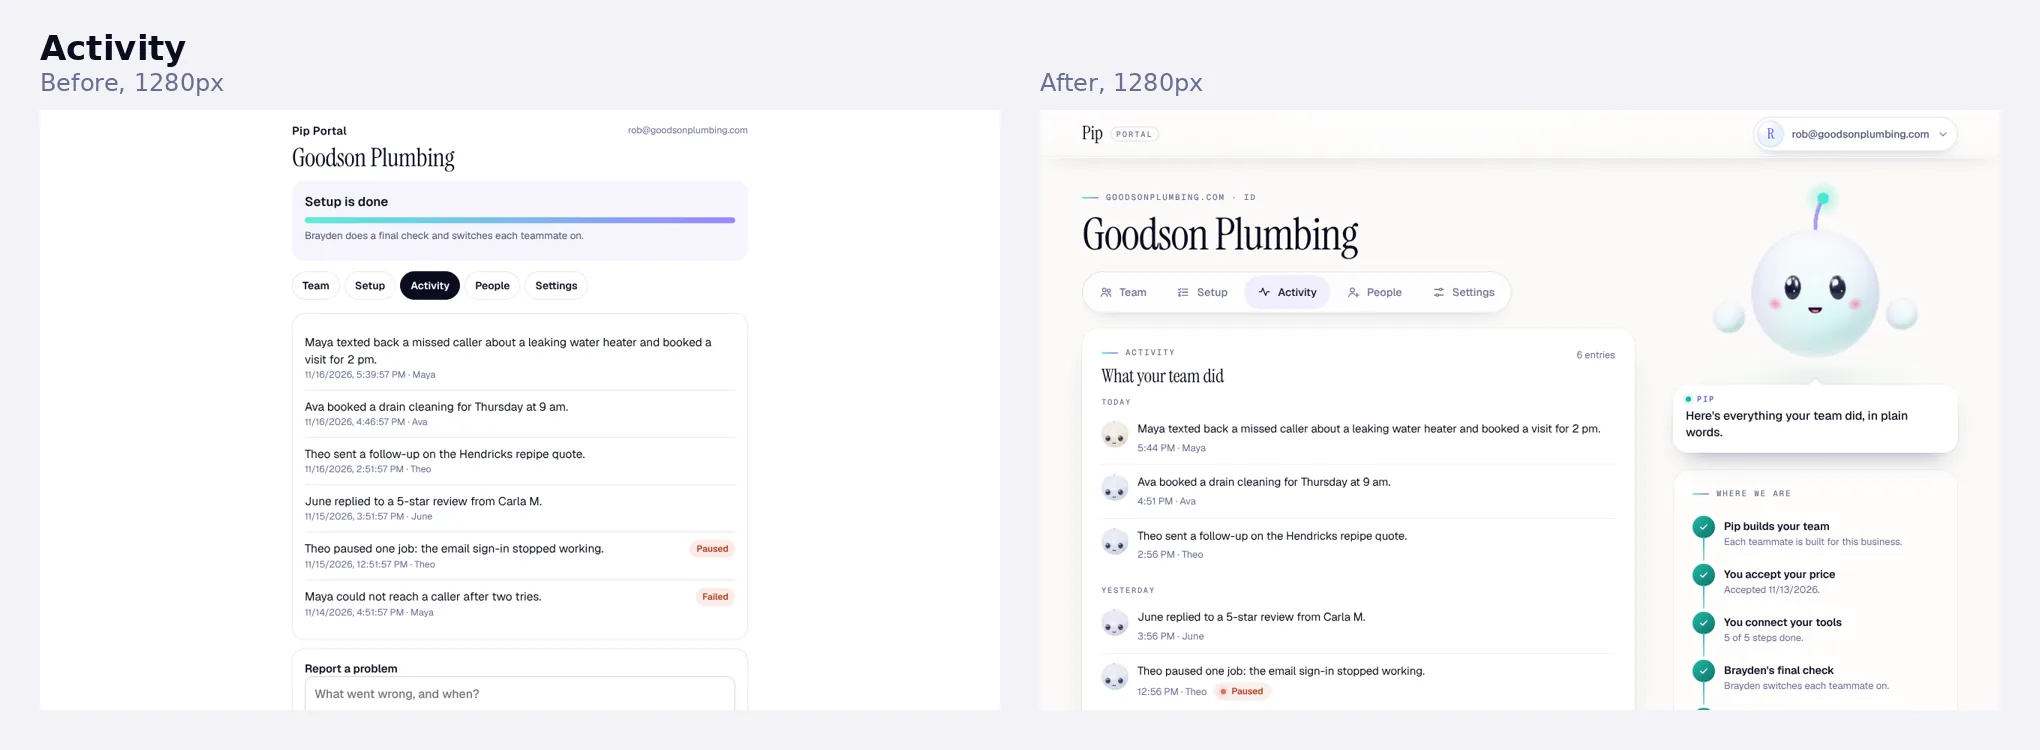 Activity
Before, 1280px
Pip Portal
rob@goodsonplumbing.com
Goodson Plumbing
Setup is done
Brayden does a final check and switches each teammate on.
Team
Setup
Activity
People
Settings
Maya texted back a missed caller about a leaking water heater and booked a
visit for 2 pm.
11/16/2026, 5:39:57 PM · Maya
Ava booked a drain cleaning for Thursday at 9 am.
11/16/2026, 4:46:57 PM · Ava
Theo sent a follow-up on the Hendricks repipe quote.
11/16/2026, 2:51:57 PM · Theo
June replied to a 5-star review from Carla M.
11/15/2026, 3:51:57 PM · June
Theo paused one job: the email sign-in stopped working.
Paused
11/15/2026, 12:51:57 PM · Theo
Maya could not reach a caller after two tries.
Failed
11/14/2026, 4:51:57 PM · Maya
Report a problem
What went wrong, and when?
After, 1280px
Pip
PORTAL
R
rob@goodsonplumbing.com
GOODSONPLUMBING.COM · ID
Goodson Plumbing
Team
Setup
Activity
People
Settings
ACTIVITY
6 entries
What your team did
TODAY
Maya texted back a missed caller about a leaking water heater and booked a visit for 2 pm.
5:44 PM · Maya
Ava booked a drain cleaning for Thursday at 9 am.
4:51 PM · Ava
Theo sent a follow-up on the Hendricks repipe quote.
2:56 PM · Theo
YESTERDAY
June replied to a 5-star review from Carla M.
3:56 PM · June
Theo paused one job: the email sign-in stopped working.
12:56 PM · Theo
Paused
PIP
Here's everything your team did, in plain
words.
WHERE WE ARE
Pip builds your team
Each teammate is built for this business.
You accept your price
Accepted 11/13/2026.
You connect your tools
5 of 5 steps done.
Brayden's final check
Brayden switches each teammate on.